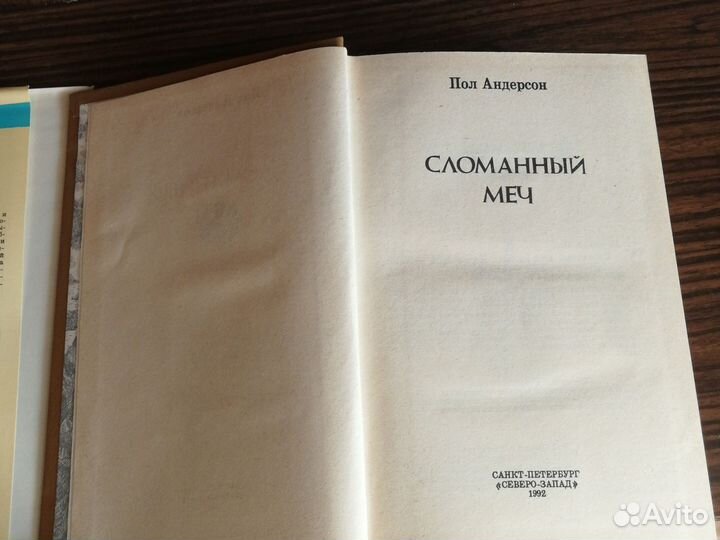 Пол Андерсон
СЛОМАННЫЙ
МЕЧ
САНКТ-ПЕТЕРБУРГ
«СЕВЕРО-ЗАПАД»
1992
Avito